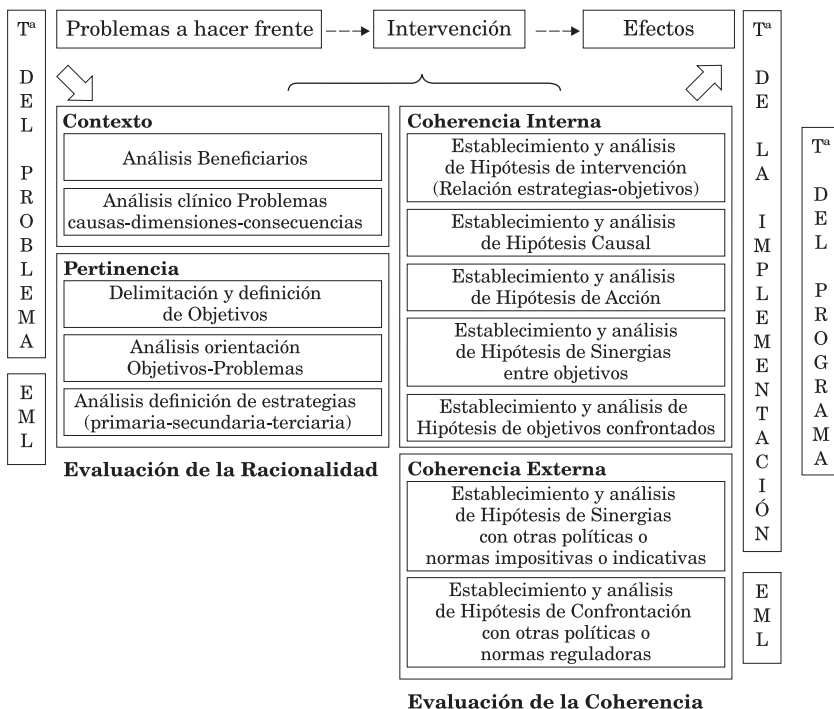 Tª DEL PROBLEMA
EML
Problemas a hacer frente
Intervención
Efectos
Contexto
Análisis Beneficiarios
Análisis clínico Problemas
causas-dimensiones-consecuencias
Pertinencia
Delimitación y definición
de Objetivos
Análisis orientación
Objetivos-Problemas
Análisis definición de estrategias
(primaria-secundaria-terciaria)
Evaluación de la Racionalidad
Coherencia Interna
Establecimiento y análisis
de Hipótesis de intervención
(Relación estrategias-objetivos)
Establecimiento y análisis
de Hipótesis Causal
Establecimiento y análisis
de Hipótesis de Acción
Establecimiento y análisis
de Hipótesis de Sinergias
entre objetivos
Establecimiento y análisis de
Hipótesis de objetivos confrontados
Coherencia Externa
Establecimiento y análisis
de Hipótesis de Sinergias
con otras políticas o
normas impositivas o indicativas
Establecimiento y análisis
de Hipótesis de Confrontación
con otras políticas o
normas reguladoras
Evaluación de la Coherencia
Tª DE LA IMPLEMENTACIÓN
EML
Tª DEL PROGRAMA